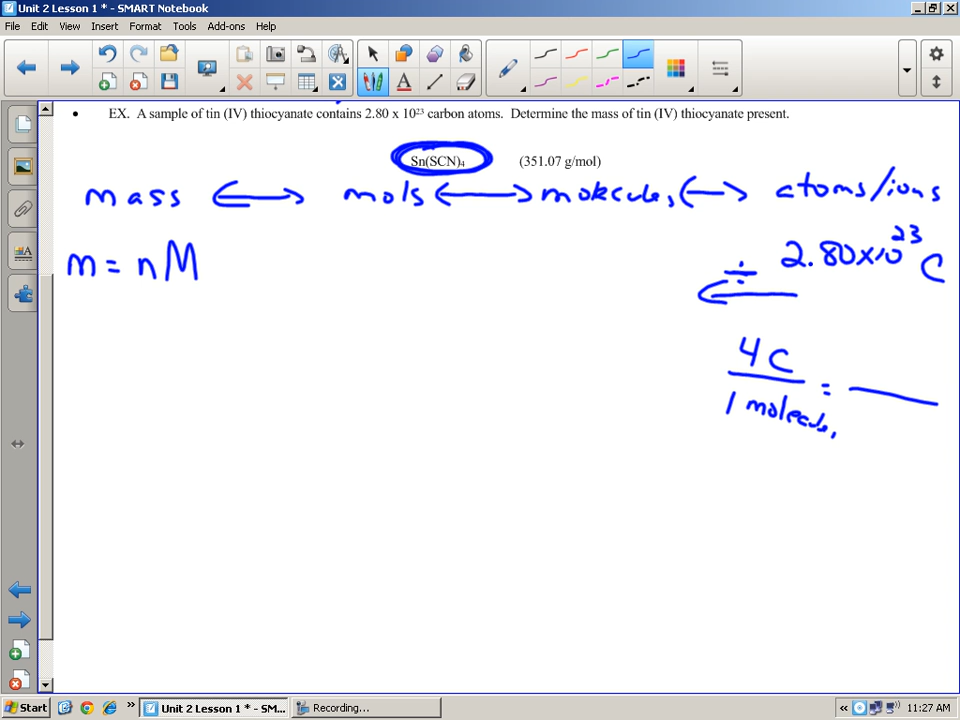 Unit 2 Lesson 1 * - SMART Notebook
File Edit View Insert Format Tools Add-ons Help
• EX. A sample of tin (IV) thiocyanate contains 2.80 x 10²³ carbon atoms. Determine the mass of tin (IV) thiocyanate present.
Sn(SCN)₄ (351.07 g/mol)
mass ⟷ mols ⟷ molecules ⟷ atoms/ions
m = nM
÷ 2.80x10²³ C
4 C
1 molecules =
Start » Unit 2 Lesson 1 * - SM... Recording... « 11:27 AM